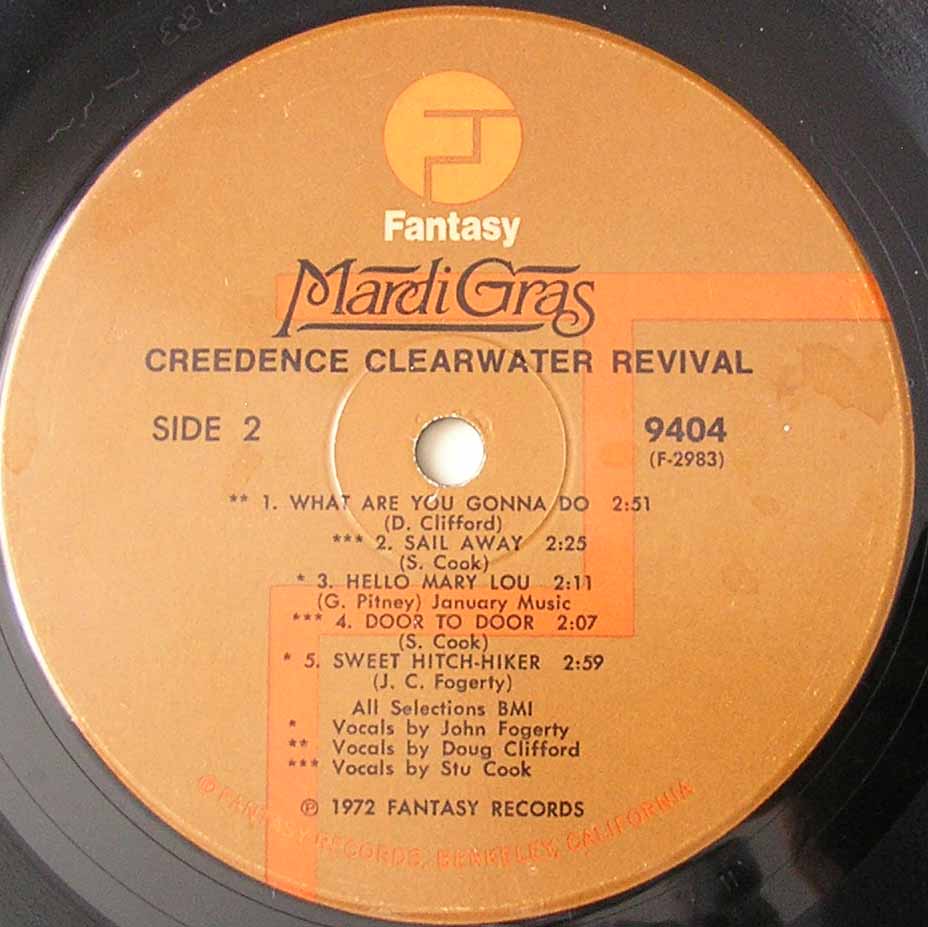 Fantasy
Mardi Gras
CREEDENCE CLEARWATER REVIVAL
SIDE 2
9404
(F-2983)
** 1. WHAT ARE YOU GONNA DO 2:51
(D. Clifford)
*** 2. SAIL AWAY 2:25
(S. Cook)
* 3. HELLO MARY LOU 2:11
(G. Pitney) January Music
*** 4. DOOR TO DOOR 2:07
(S. Cook)
* 5. SWEET HITCH-HIKER 2:59
(J. C. Fogerty)
All Selections BMI
* Vocals by John Fogerty
** Vocals by Doug Clifford
*** Vocals by Stu Cook
℗ 1972 FANTASY RECORDS
FANTASY RECORDS, BERKELEY, CALIFORNIA